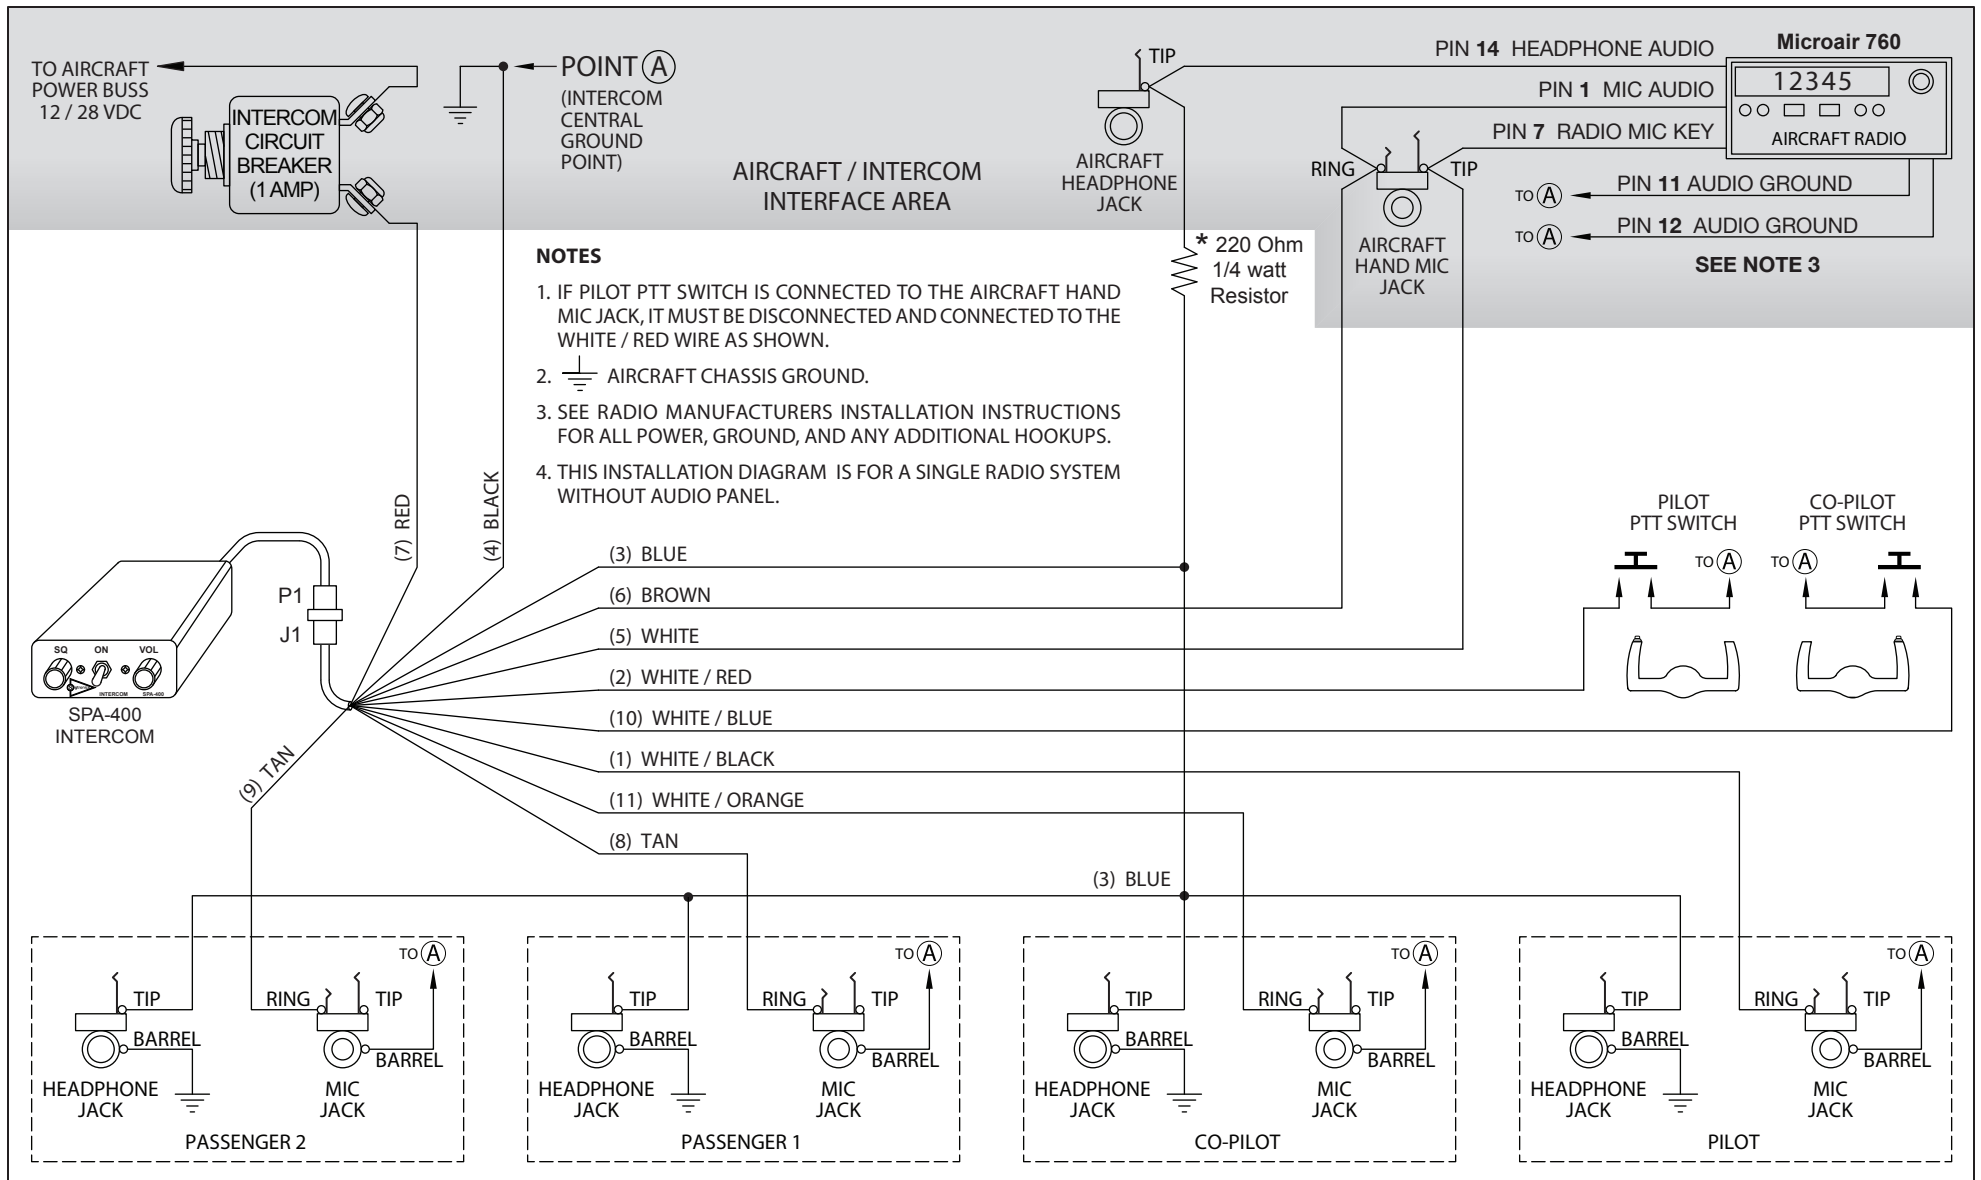 TO AIRCRAFT
POWER BUSS
12 / 28 VDC
INTERCOM
CIRCUIT
BREAKER
(1 AMP)
POINT A
(INTERCOM
CENTRAL
GROUND
POINT)
AIRCRAFT / INTERCOM
INTERFACE AREA
TIP
AIRCRAFT
HEADPHONE
JACK
PIN 14 HEADPHONE AUDIO
PIN 1 MIC AUDIO
PIN 7 RADIO MIC KEY
Microair 760
12345
AIRCRAFT RADIO
RING
TIP
AIRCRAFT
HAND MIC
JACK
TO A
PIN 11 AUDIO GROUND
TO A
PIN 12 AUDIO GROUND
SEE NOTE 3
* 220 Ohm
1/4 watt
Resistor
NOTES
1. IF PILOT PTT SWITCH IS CONNECTED TO THE AIRCRAFT HAND
MIC JACK, IT MUST BE DISCONNECTED AND CONNECTED TO THE
WHITE / RED WIRE AS SHOWN.
2. AIRCRAFT CHASSIS GROUND.
3. SEE RADIO MANUFACTURERS INSTALLATION INSTRUCTIONS
FOR ALL POWER, GROUND, AND ANY ADDITIONAL HOOKUPS.
4. THIS INSTALLATION DIAGRAM IS FOR A SINGLE RADIO SYSTEM
WITHOUT AUDIO PANEL.
(7) RED
(4) BLACK
(3) BLUE
(6) BROWN
(5) WHITE
(2) WHITE / RED
(10) WHITE / BLUE
(1) WHITE / BLACK
(11) WHITE / ORANGE
(8) TAN
(9) TAN
(3) BLUE
PILOT
PTT SWITCH
TO A
CO-PILOT
PTT SWITCH
TO A
P1
J1
SQ
ON
VOL
INTERCOM
SPA-400
SPA-400
INTERCOM
TIP
BARREL
HEADPHONE
JACK
RING
TIP
TO A
BARREL
MIC
JACK
PASSENGER 2
TIP
BARREL
HEADPHONE
JACK
RING
TIP
TO A
BARREL
MIC
JACK
PASSENGER 1
TIP
BARREL
HEADPHONE
JACK
RING
TIP
TO A
BARREL
MIC
JACK
CO-PILOT
TIP
BARREL
HEADPHONE
JACK
RING
TIP
TO A
BARREL
MIC
JACK
PILOT